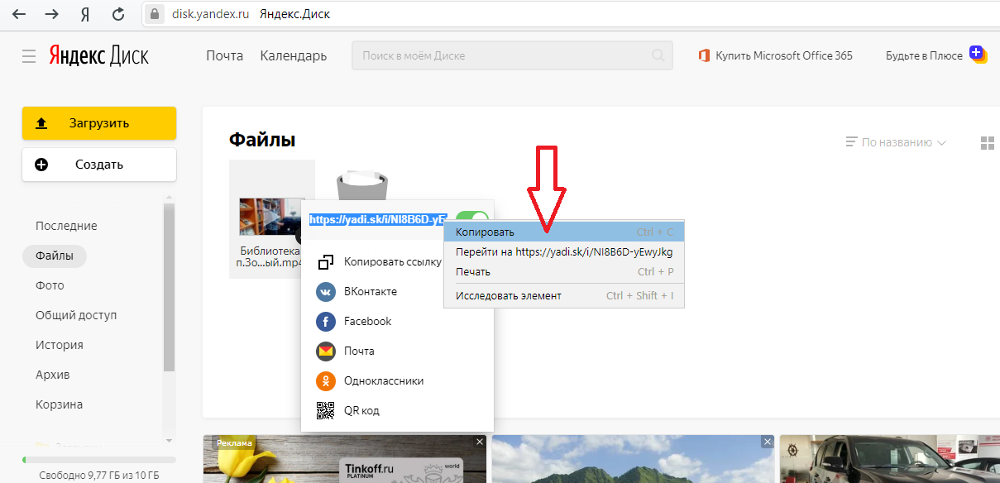 Я disk.yandex.ru Яндекс.Диск
Яндекс Диск Почта Календарь Поиск в моём Диске Купить Microsoft Office 365 Будьте в Плюсе
Загрузить
Создать
Последние
Файлы
Фото
Общий доступ
История
Архив
Корзина
Свободно 9,77 ГБ из 10 ГБ
Файлы
По названию
Библиотека
п.Зо...ый.mp4
https://yadi.sk/i/NI8B6D-yE
Копировать ссылку
ВКонтакте
Facebook
Почта
Одноклассники
QR код
Копировать Ctrl + C
Перейти на https://yadi.sk/i/NI8B6D-yEwyJkg
Печать Ctrl + P
Исследовать элемент Ctrl + Shift + I
Реклама
Tinkoff.ru
PLATINUM
world